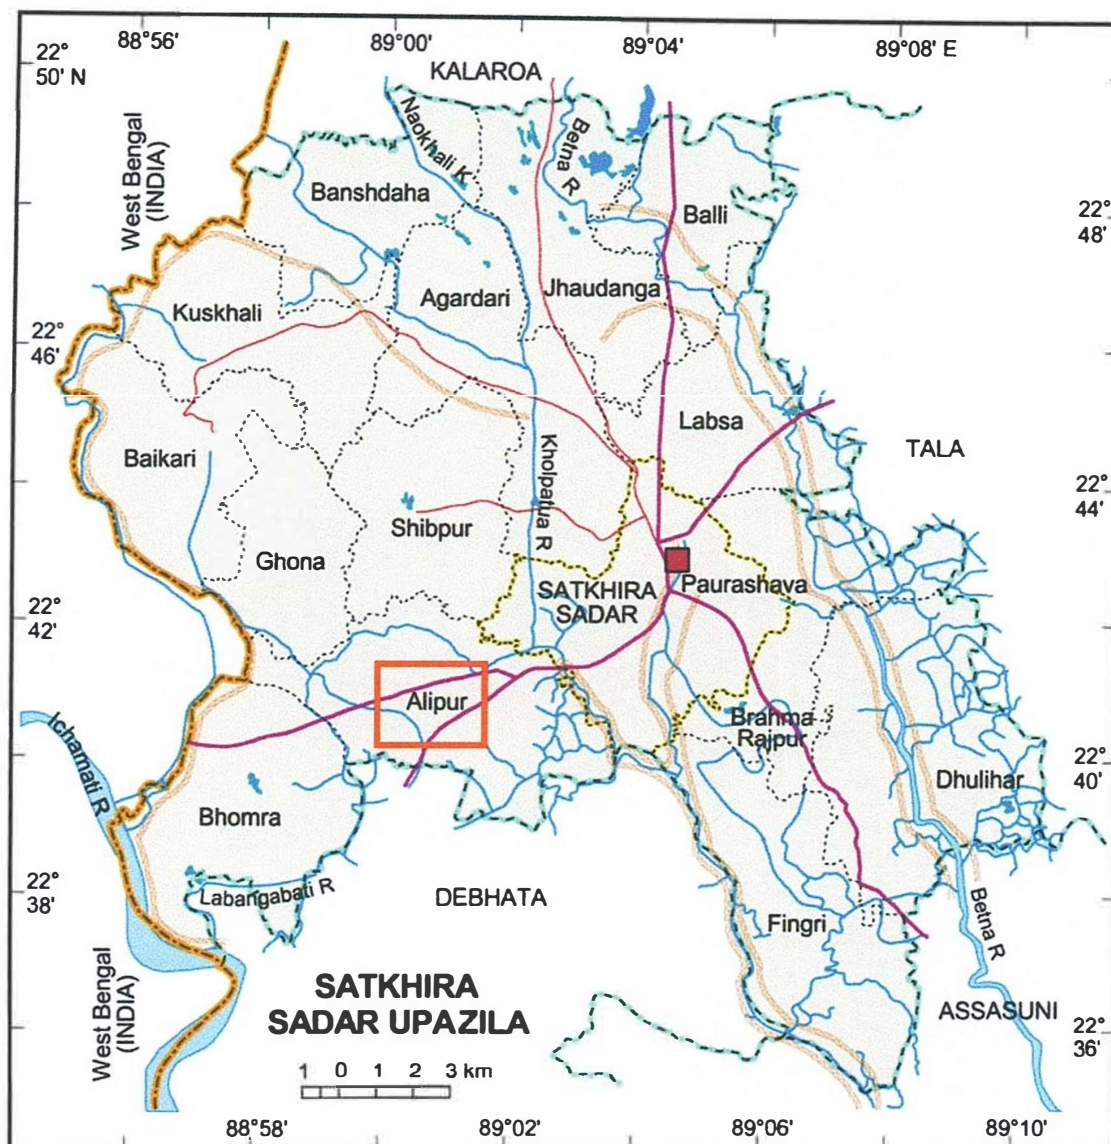 88°56'
89°00'
89°04'
89°08' E
22°
50' N
KALAROA
West Bengal
(INDIA)
Naokhali K
Betna R
Banshdaha
Balli
22°
48'
Kuskhali
Agardari
Jhaudanga
22°
46'
Labsa
Baikari
Kholpatua R
TALA
22°
44'
Shibpur
Ghona
Paurashava
SATKHIRA
SADAR
22°
42'
Alipur
Brahma
Rajpur
Ichamati R
22°
40'
Dhulihar
Bhomra
22°
38'
Labangabati R
DEBHATA
Fingri
Betna R
West Bengal
(INDIA)
SATKHIRA
SADAR UPAZILA
ASSASUNI
22°
36'
1 0 1 2 3 km
88°58'
89°02'
89°06'
89°10'